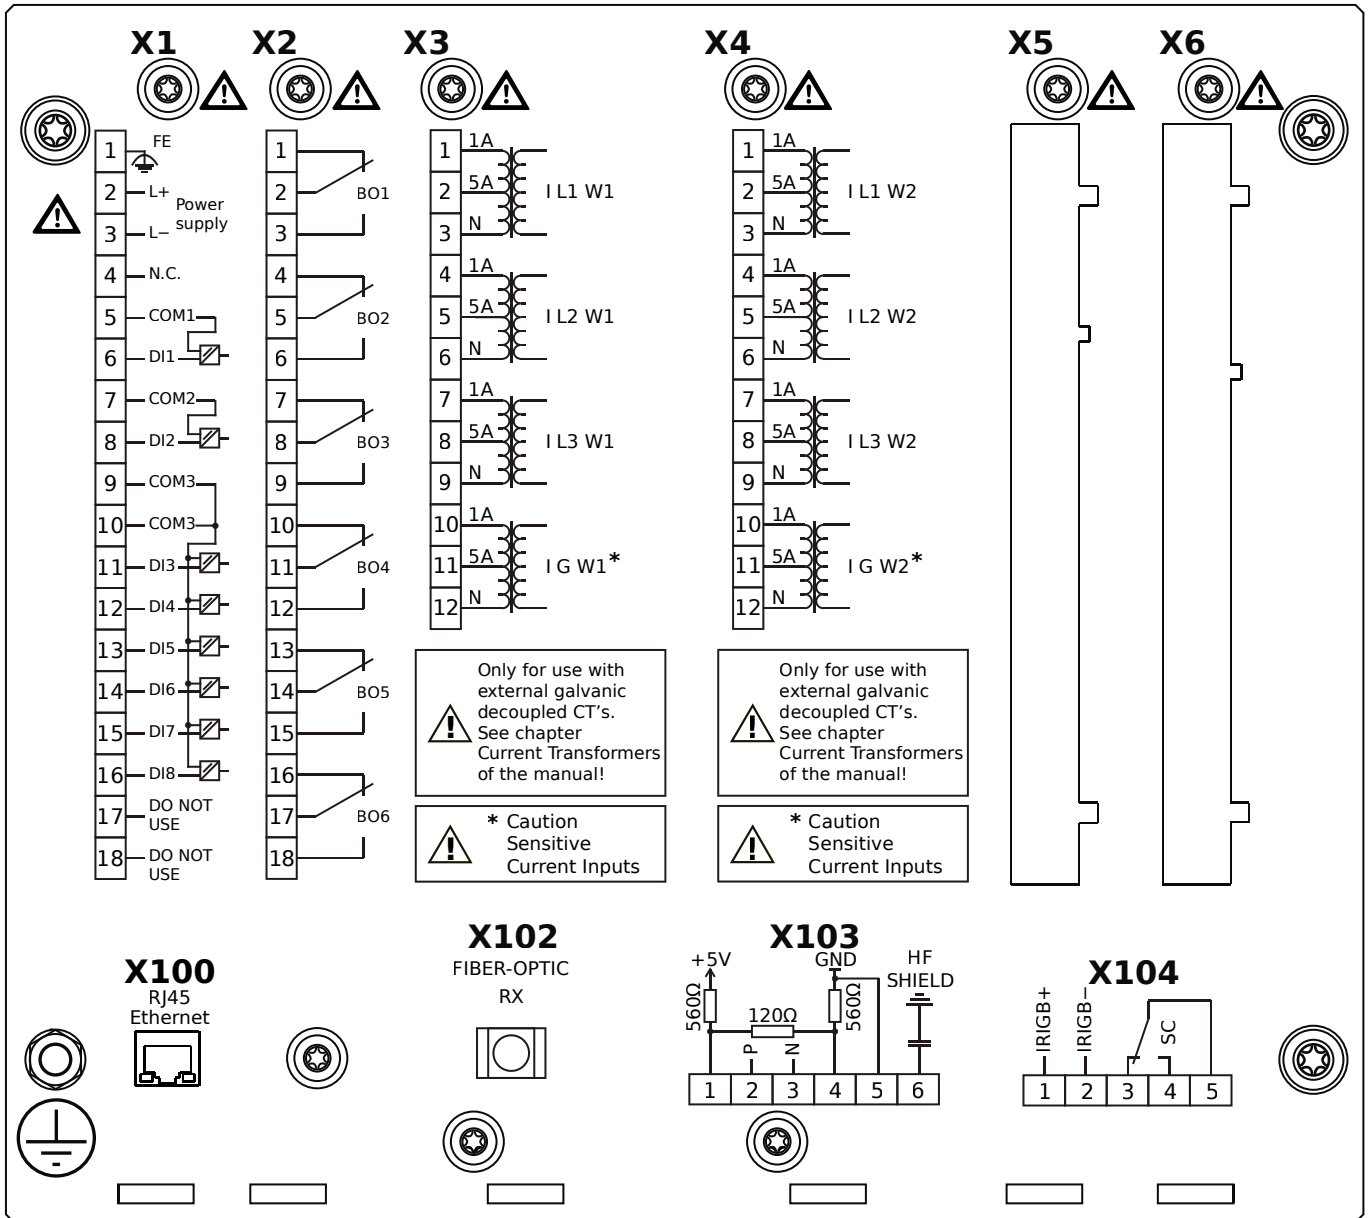 X1 X2 X3 X4 X5 X6
1 FE
2 L+
Power
supply
3 L−
4 N.C.
5 COM1
6 DI1
7 COM2
8 DI2
9 COM3
10 COM3
11 DI3
12 DI4
13 DI5
14 DI6
15 DI7
16 DI8
17 DO NOT
USE
18 DO NOT
USE
1
2 BO1
3
4
5 BO2
6
7
8 BO3
9
10
11 BO4
12
13
14 BO5
15
16
17 BO6
18
1 1A
2 5A I L1 W1
3 N
4 1A
5 5A I L2 W1
6 N
7 1A
8 5A I L3 W1
9 N
10 1A
11 5A I G W1*
12 N
Only for use with
external galvanic
decoupled CT's.
See chapter
Current Transformers
of the manual!
* Caution
Sensitive
Current Inputs
1 1A
2 5A I L1 W2
3 N
4 1A
5 5A I L2 W2
6 N
7 1A
8 5A I L3 W2
9 N
10 1A
11 5A I G W2*
12 N
Only for use with
external galvanic
decoupled CT's.
See chapter
Current Transformers
of the manual!
* Caution
Sensitive
Current Inputs
X100
RJ45
Ethernet
X102
FIBER-OPTIC
RX
X103
+5V GND HF
SHIELD
560Ω 120Ω 560Ω
P N
1 2 3 4 5 6
X104
IRIGB+ IRIGB− SC
1 2 3 4 5